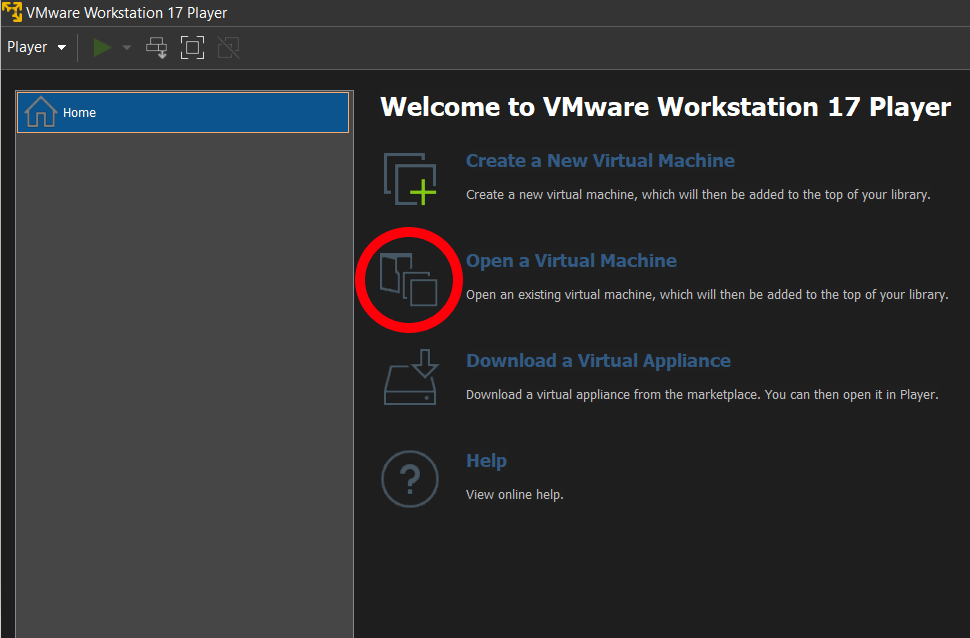 VMware Workstation 17 Player
Player
Home
Welcome to VMware Workstation 17 Player
Create a New Virtual Machine
Create a new virtual machine, which will then be added to the top of your library.
Open a Virtual Machine
Open an existing virtual machine, which will then be added to the top of your library.
Download a Virtual Appliance
Download a virtual appliance from the marketplace. You can then open it in Player.
?
Help
View online help.